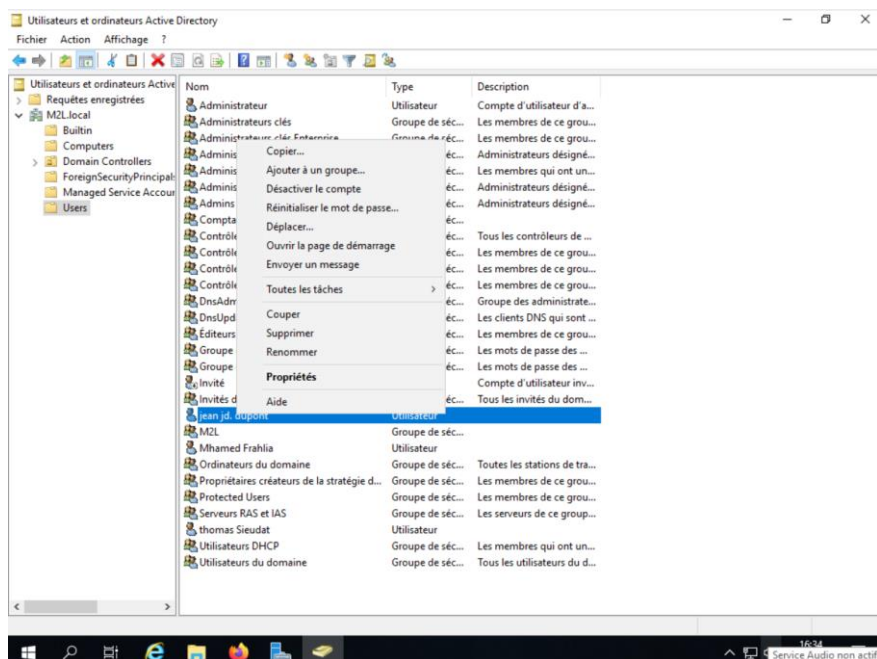 Utilisateurs et ordinateurs Active Directory
Fichier Action Affichage ?
Utilisateurs et ordinateurs Active
Requêtes enregistrées
M2L.local
Builtin
Computers
Domain Controllers
ForeignSecurityPrincipal
Managed Service Accour
Users
Nom Type Description
Administrateur Utilisateur Compte d'utilisateur d'a...
Administrateurs clés Groupe de séc... Les membres de ce grou...
Administrateurs clés Enterprise Groupe de séc... Les membres de ce grou...
Adminis éc... Administrateurs désigné...
Adminis éc... Les membres qui ont un...
Adminis éc... Administrateurs désigné...
Admins éc... Administrateurs désigné...
Compta éc...
Contrôle éc... Tous les contrôleurs de ...
Contrôle éc... Les membres de ce grou...
Contrôle éc... Les membres de ce grou...
Contrôle éc... Les membres de ce grou...
DnsAdm éc... Groupe des administrate...
DnsUpd éc... Les clients DNS qui sont ...
Éditeurs éc... Les membres de ce grou...
Groupe éc... Les mots de passe des ...
Groupe éc... Les mots de passe des ...
Invité Compte d'utilisateur inv...
Invités d éc... Tous les invités du dom...
jean jd. dupont Utilisateur
M2L Groupe de séc...
Mhamed Frahlia Utilisateur
Ordinateurs du domaine Groupe de séc... Toutes les stations de tra...
Propriétaires créateurs de la stratégie d... Groupe de séc... Les membres de ce grou...
Protected Users Groupe de séc... Les membres de ce grou...
Serveurs RAS et IAS Groupe de séc... Les serveurs de ce group...
thomas Sieudat Utilisateur
Utilisateurs DHCP Groupe de séc... Les membres qui ont un...
Utilisateurs du domaine Groupe de séc... Tous les utilisateurs du d...
Copier...
Ajouter à un groupe...
Désactiver le compte
Réinitialiser le mot de passe...
Déplacer...
Ouvrir la page de démarrage
Envoyer un message
Toutes les tâches
Couper
Supprimer
Renommer
Propriétés
Aide
16:34
Service Audio non actif